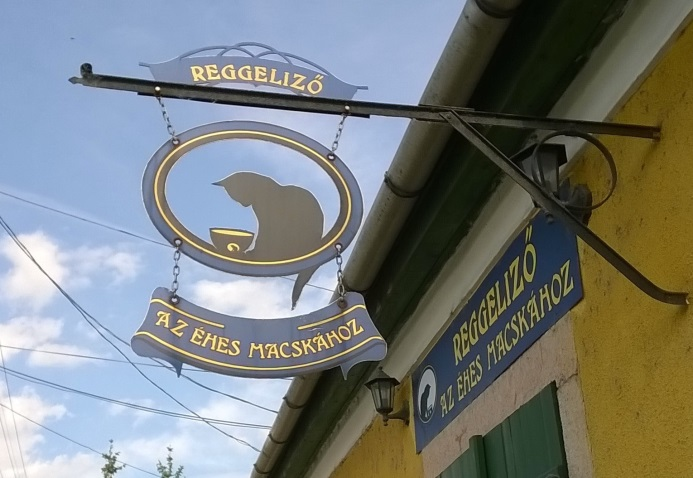 REGGELIZŐ
AZ ÉHES MACSKÁHOZ
REGGELIZŐ
AZ ÉHES MACSKÁHOZ